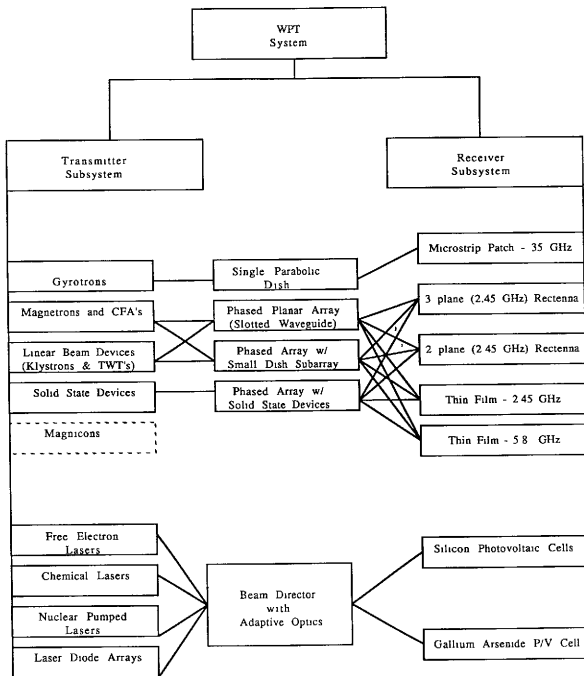 WPT
System
Transmitter
Subsystem
Receiver
Subsystem
Gyrotrons
Single Parabolic
Dish
Microstrip Patch - 35 GHz
Magnetrons and CFA's
Phased Planar Array
(Slotted Waveguide)
3 plane (2.45 GHz) Rectenna
Linear Beam Devices
(Klystrons & TWT's)
Phased Array w/
Small Dish Subarray
2 plane (2 45 GHz) Rectenna
Solid State Devices
Phased Array with
Solid State Devices
Thin Film - 2 45 GHz
Magnicons
Thin Film - 5 8 GHz
Free Electron
Lasers
Chemical Lasers
Nuclear Pumped
Lasers
Laser Diode Arrays
Beam Director
with
Adaptive Optics
Silicon Photovoltaic Cells
Gallium Arsenide P/V Cell